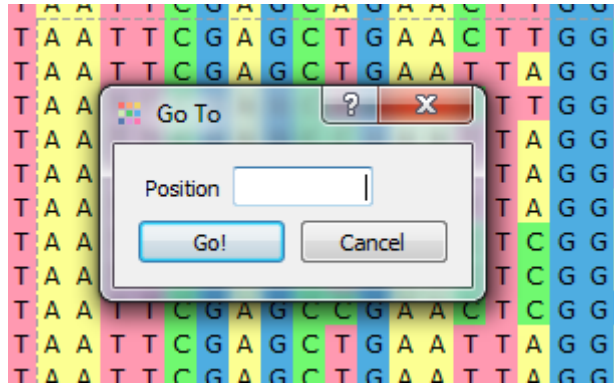 T A A T T C G A G C A G A A C T T G G
T A A T T C G A G C T G A A C T T G G
T A A T T C G A G C T G A A T T A G G
T A A T T G G
Go To ? X
T A A T A G G
T A A T A G G
Position
T A A T A G G
T A A T C G G
Go! Cancel
T A A T C G G
T A A T T C G A G C C G A A C T C G G
T A A T T C G A G C T G A A T T A G G
T A A T T C G A G C T G A A T T A G G